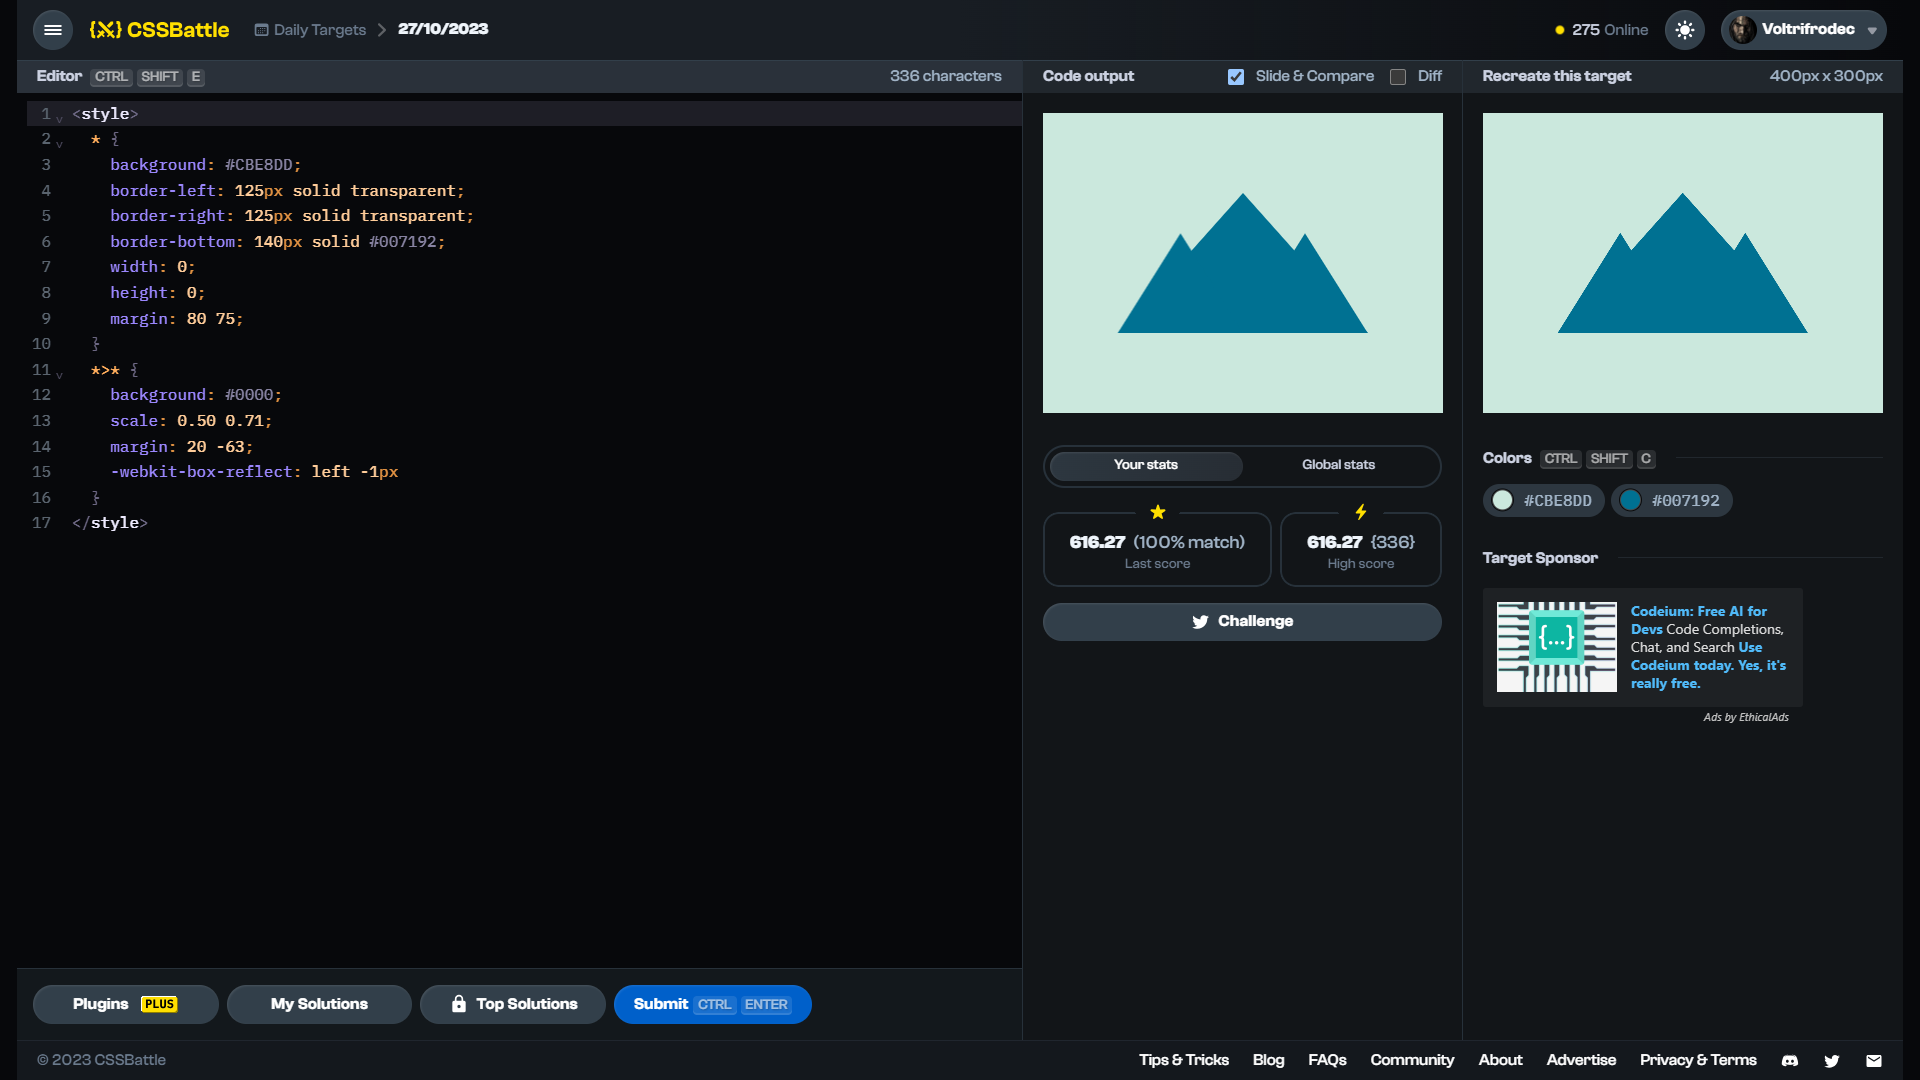 CSSBattle
Daily Targets
27/10/2023
275 Online
Voltrifrodec
Editor CTRL SHIFT E
336 characters
1 <style>
2 * {
3 background: #CBE8DD;
4 border-left: 125px solid transparent;
5 border-right: 125px solid transparent;
6 border-bottom: 140px solid #007192;
7 width: 0;
8 height: 0;
9 margin: 80 75;
10 }
11 *>* {
12 background: #0000;
13 scale: 0.50 0.71;
14 margin: 20 -63;
15 -webkit-box-reflect: left -1px
16 }
17 </style>
Plugins PLUS
My Solutions
Top Solutions
Submit CTRL ENTER
Code output
Slide & Compare
Diff
Your stats
Global stats
616.27 (100% match)
Last score
616.27 {336}
High score
Challenge
Recreate this target
400px x 300px
Colors CTRL SHIFT C
#CBE8DD
#007192
Target Sponsor
{...}
Codeium: Free AI for
Devs Code Completions,
Chat, and Search Use
Codeium today. Yes, it's
really free.
Ads by EthicalAds
© 2023 CSSBattle
Tips & Tricks
Blog
FAQs
Community
About
Advertise
Privacy & Terms